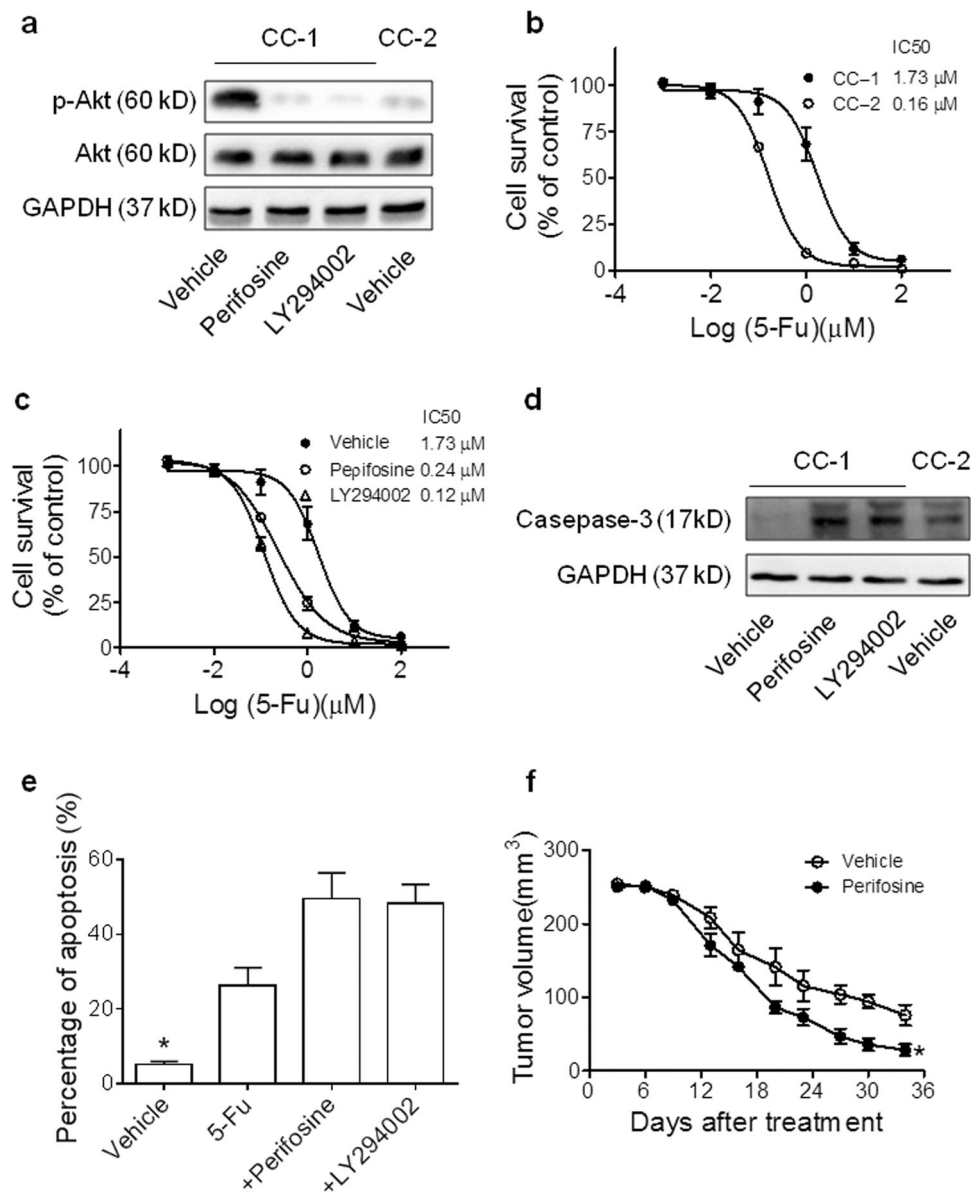 a
CC-1 CC-2
p-Akt (60 kD)
Akt (60 kD)
GAPDH (37 kD)
Vehicle
Perifosine
LY294002
Vehicle
b
IC50
CC-1 1.73 µM
CC-2 0.16 µM
Cell survival
(% of control)
100
75
50
25
0
-4 -2 0 2
Log (5-Fu)(µM)
c
IC50
Vehicle 1.73 µM
Pepifosine 0.24 µM
LY294002 0.12 µM
Cell survival
(% of control)
100
75
50
25
0
-4 -2 0 2
Log (5-Fu)(µM)
d
CC-1 CC-2
Casepase-3 (17kD)
GAPDH (37 kD)
Vehicle
Perifosine
LY294002
Vehicle
e
Percentage of apoptosis (%)
60
40
20
0
*
Vehicle
5-Fu
+Perifosine
+LY294002
f
Tumor volume(mm³)
300
200
100
0
Vehicle
Perifosine
*
0 6 12 18 24 30 36
Days after treatment